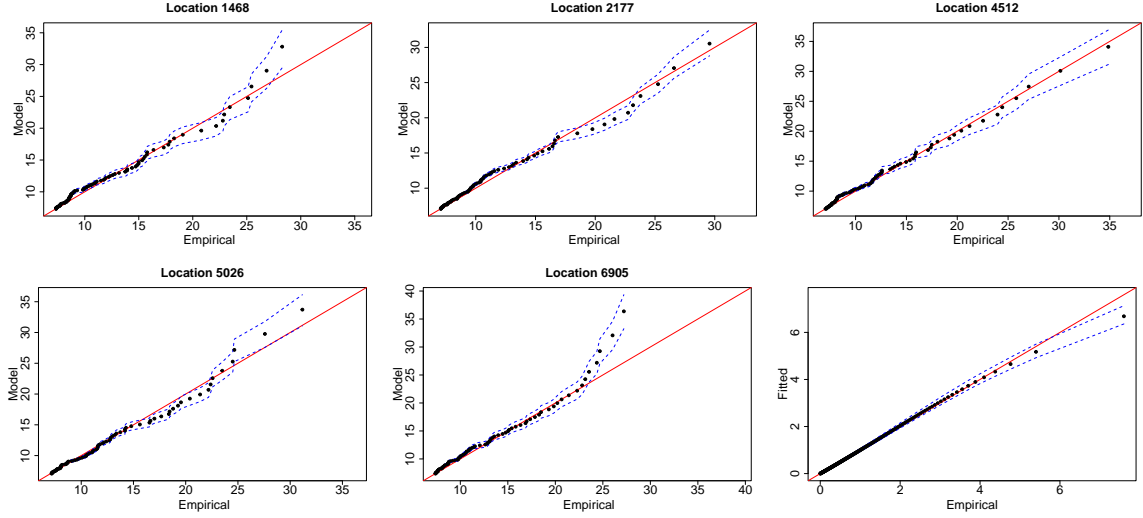 Location 1468
Model
10 15 20 25 30 35
10 15 20 25 30 35
Empirical
Location 2177
Model
10 15 20 25 30
10 15 20 25 30
Empirical
Location 4512
Model
10 15 20 25 30 35
10 15 20 25 30 35
Empirical
Location 5026
Model
10 15 20 25 30 35
10 15 20 25 30 35
Empirical
Location 6905
Model
10 15 20 25 30 35 40
10 15 20 25 30 35 40
Empirical
Fitted
0 2 4 6
0 2 4 6
Empirical